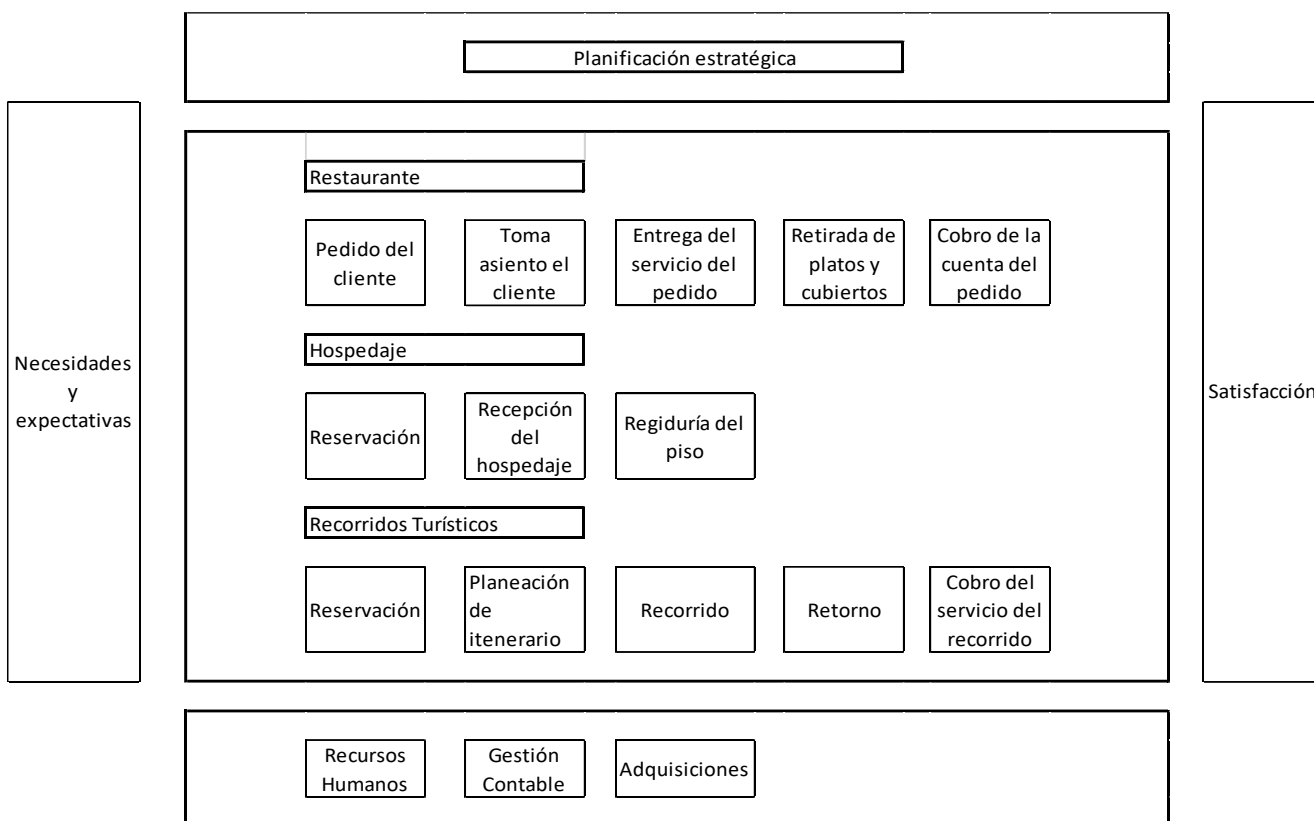 Planificación estratégica
Necesidades
y
expectativas
Restaurante
Pedido del
cliente
Toma
asiento el
cliente
Entrega del
servicio del
pedido
Retirada de
platos y
cubiertos
Cobro de la
cuenta del
pedido
Hospedaje
Reservación
Recepción
del
hospedaje
Regiduría del
piso
Recorridos Turísticos
Reservación
Planeación
de
itenerario
Recorrido
Retorno
Cobro del
servicio del
recorrido
Satisfacción
Recursos
Humanos
Gestión
Contable
Adquisiciones